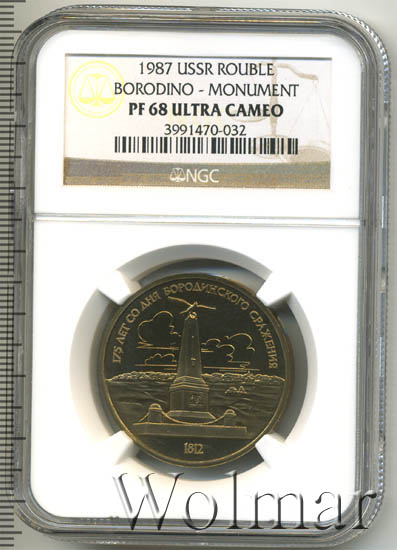 1987 USSR ROUBLE
BORODINO - MONUMENT
PF 68 ULTRA CAMEO
3991470-032
NGC
175 ЛЕТ СО ДНЯ БОРОДИНСКОГО СРАЖЕНИЯ
1812
Wolmar